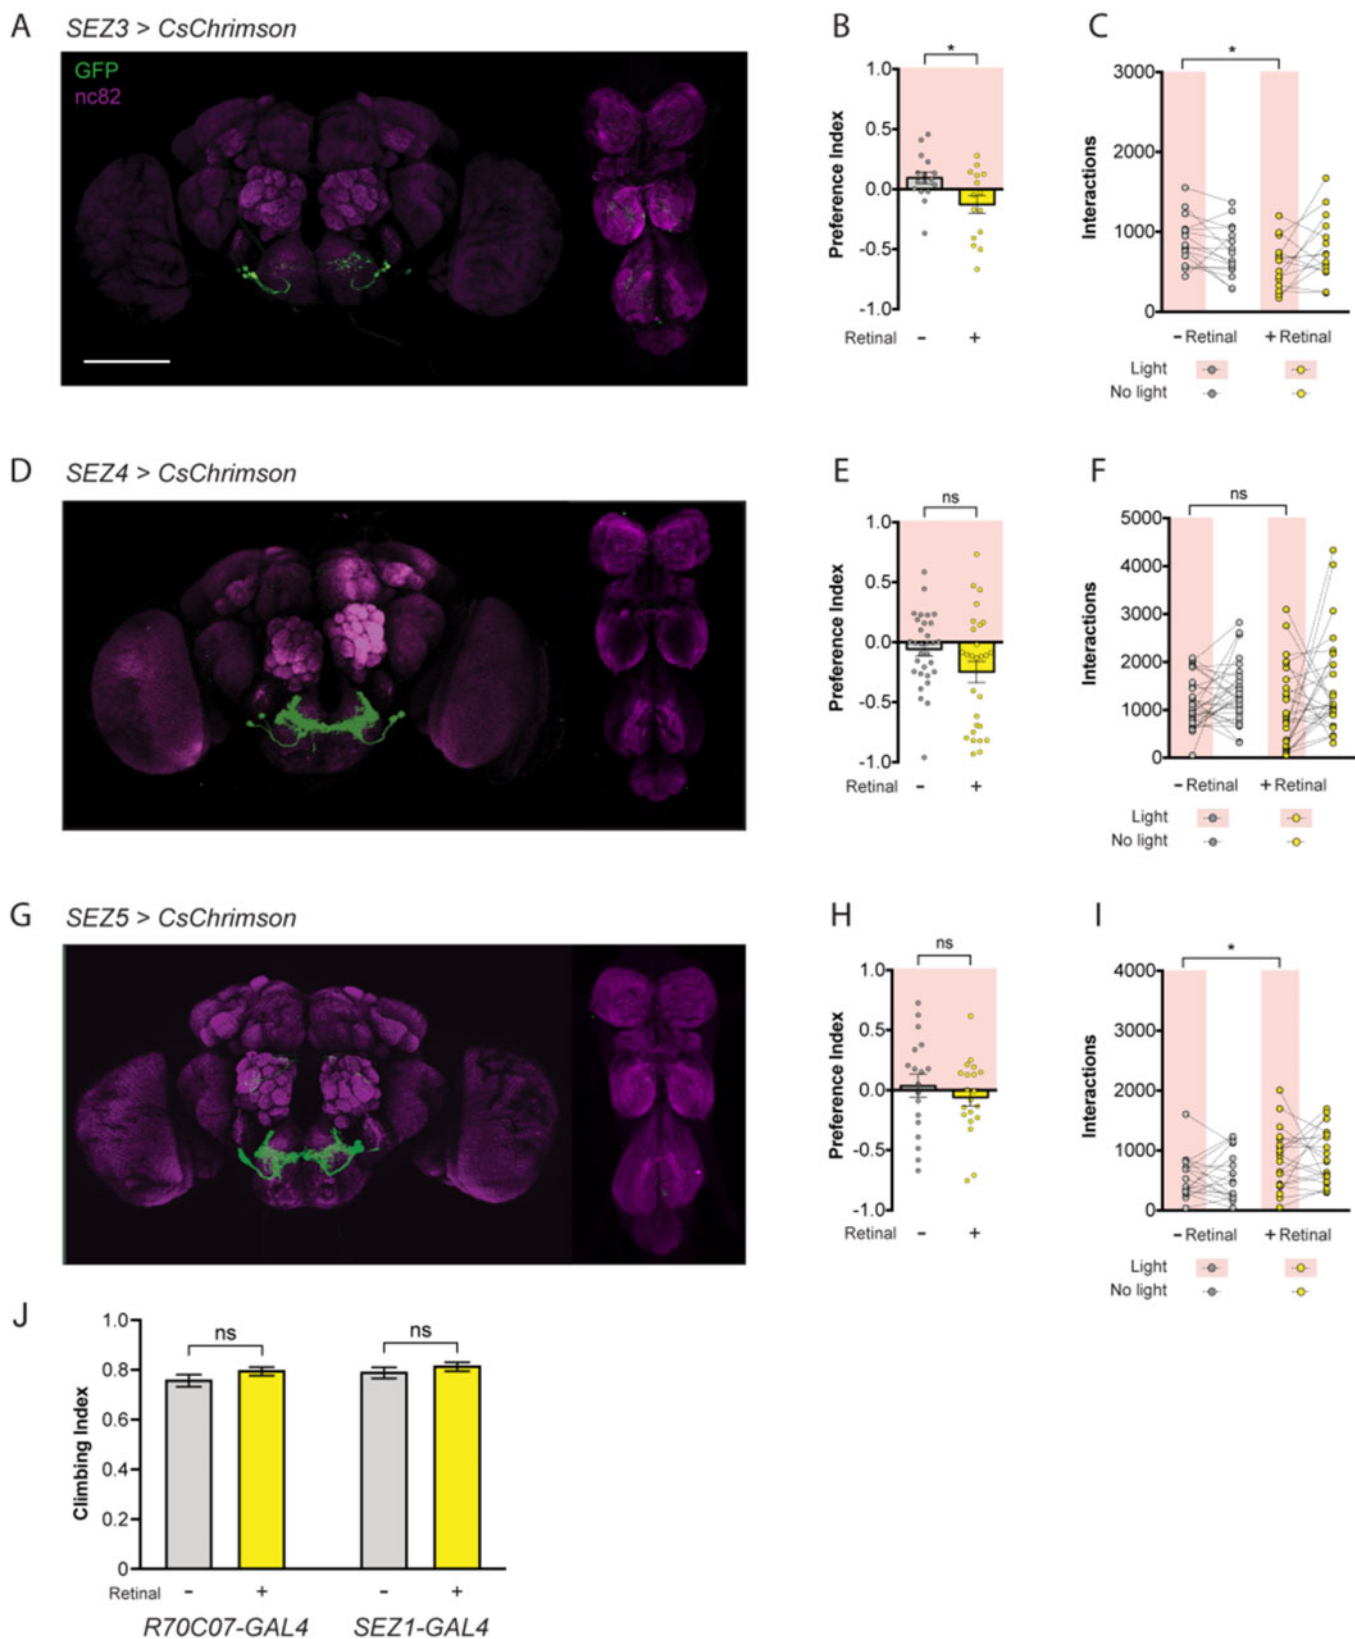 A SEZ3 > CsChrimson
GFP
nc82
B
*
1.0
0.5
0.0
-0.5
-1.0
Preference Index
Retinal - +
C
*
3000
2000
1000
0
Interactions
- Retinal + Retinal
Light
No light
D SEZ4 > CsChrimson
E
ns
1.0
0.5
0.0
-0.5
-1.0
Preference Index
Retinal - +
F
ns
5000
4000
3000
2000
1000
0
Interactions
- Retinal + Retinal
Light
No light
G SEZ5 > CsChrimson
H
ns
1.0
0.5
0.0
-0.5
-1.0
Preference Index
Retinal - +
I
*
4000
3000
2000
1000
0
Interactions
- Retinal + Retinal
Light
No light
J
ns ns
1.0
0.8
0.6
0.4
0.2
0
Climbing Index
Retinal - + - +
R70C07-GAL4 SEZ1-GAL4